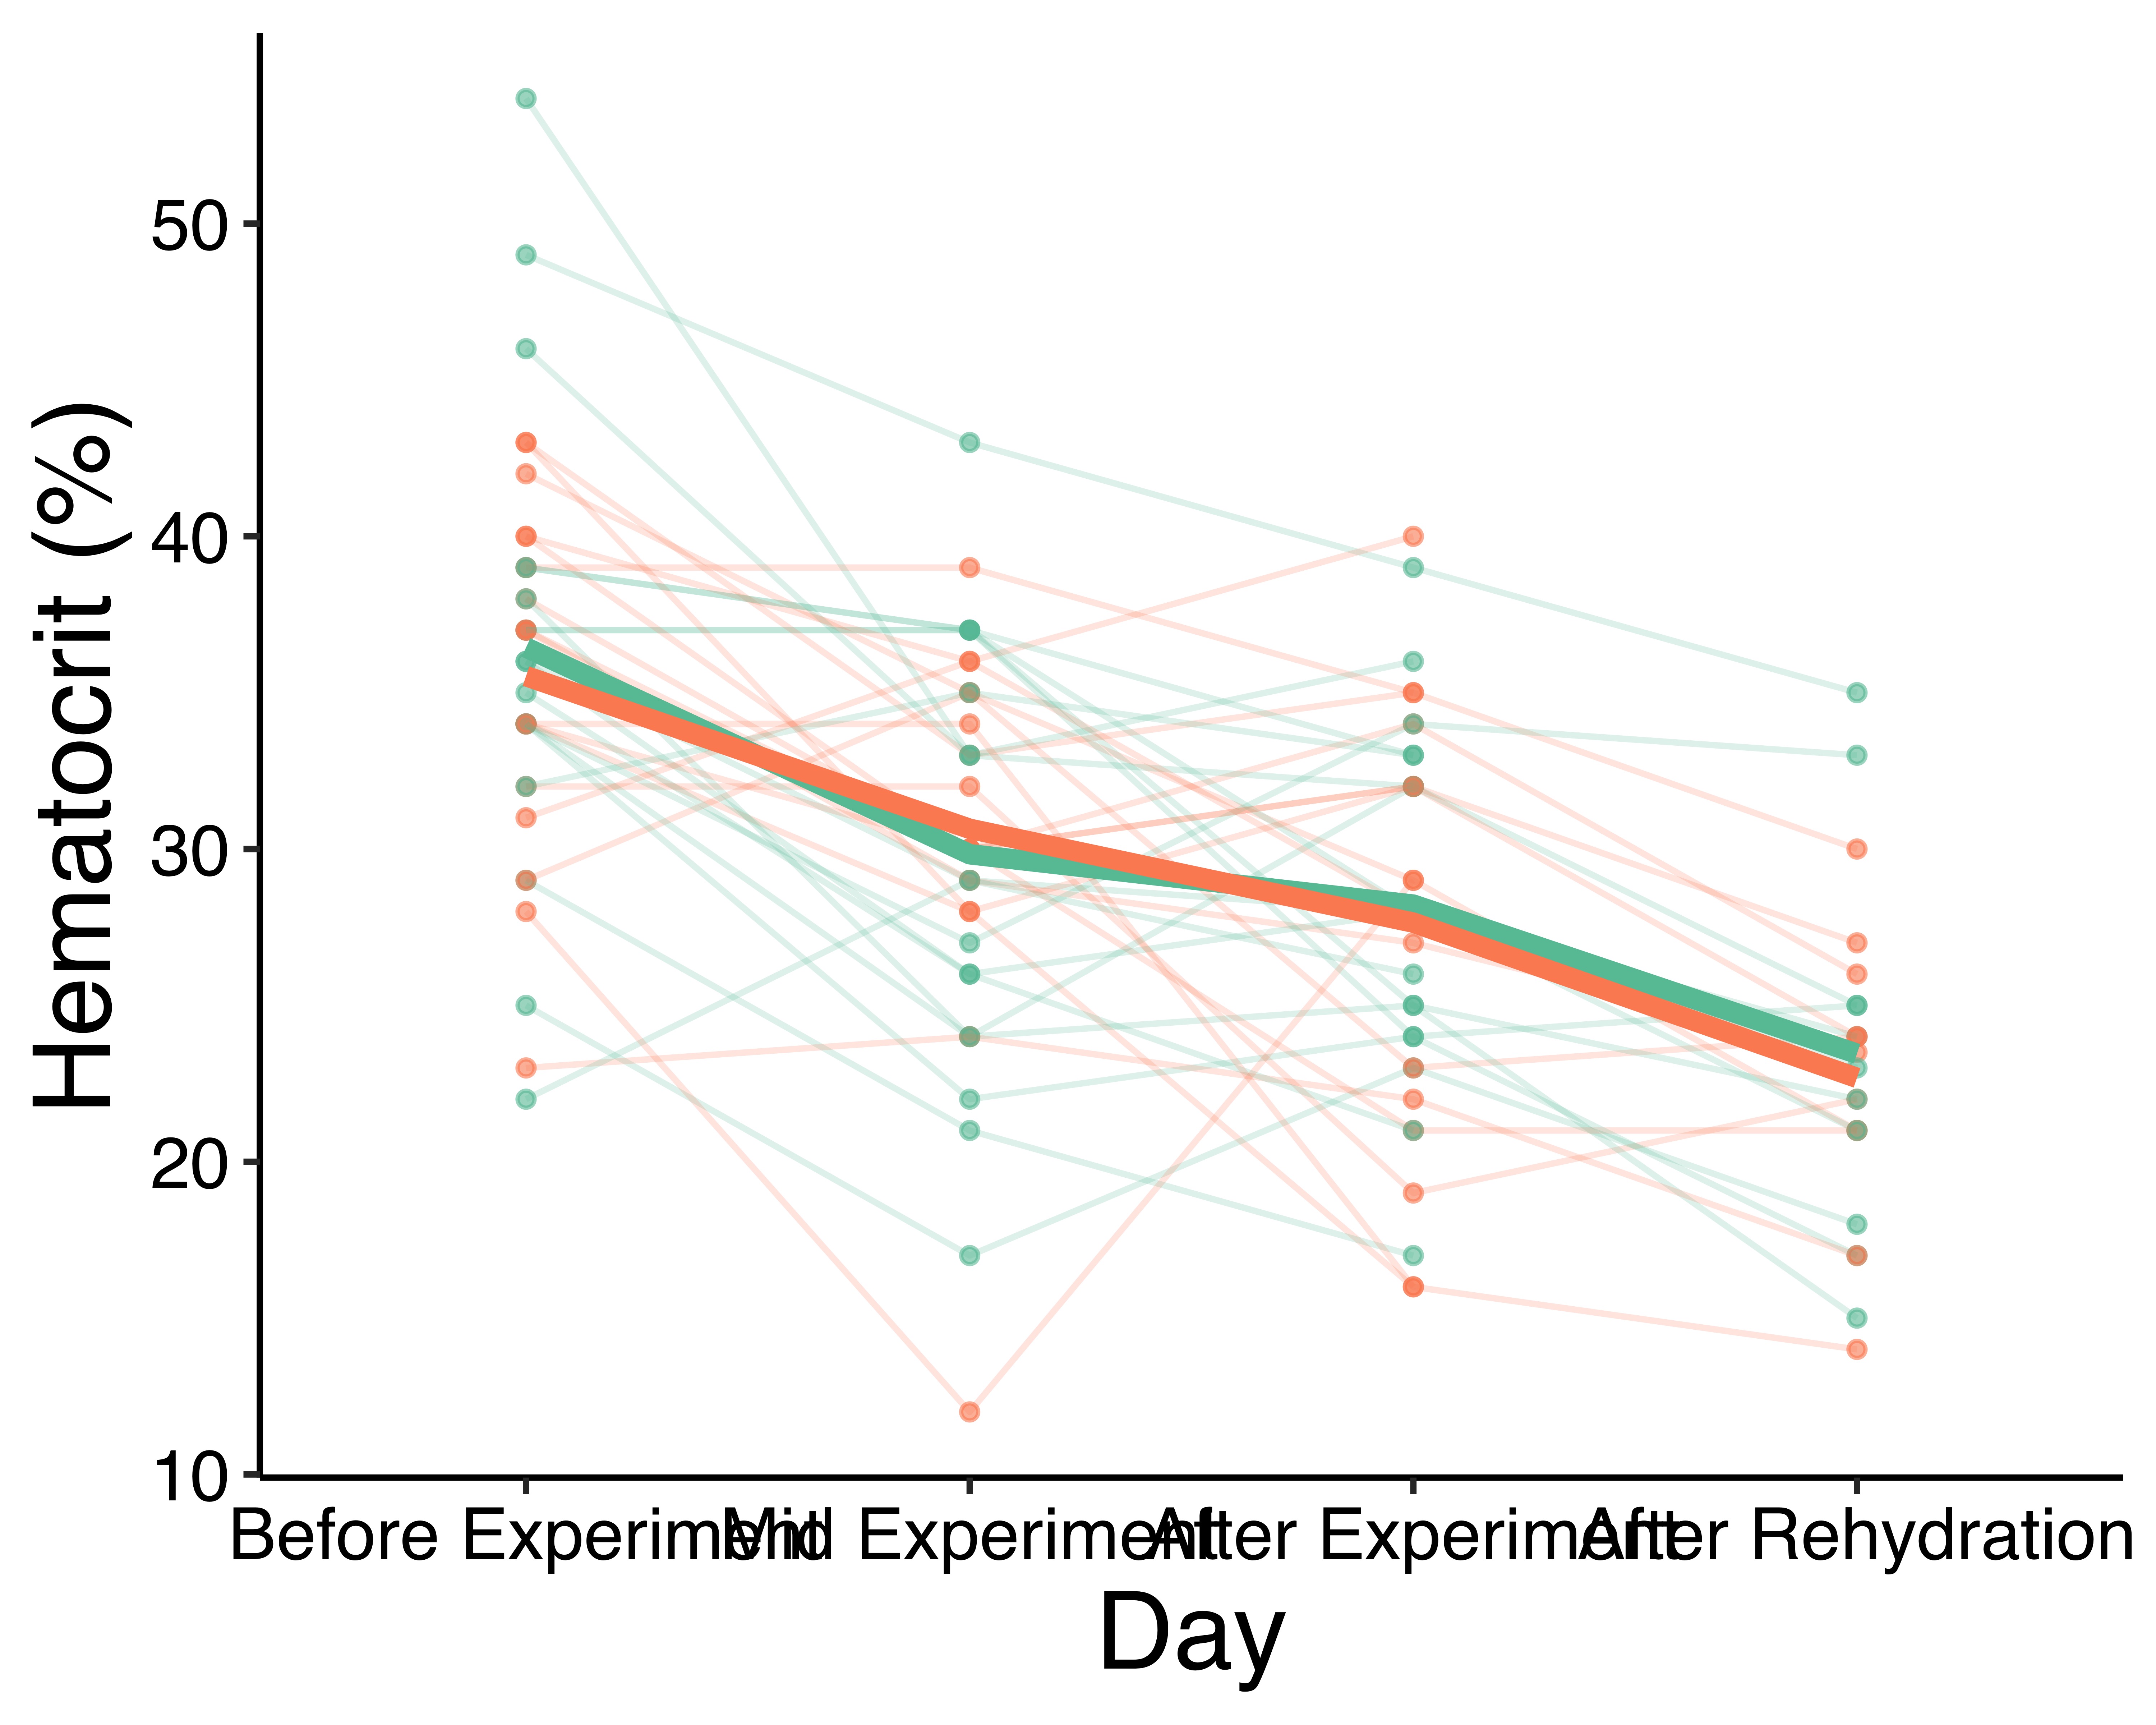 Hematocrit (%)
50
40
30
20
10
Before Experiment Mid Experiment After Experiment After Rehydration
Day